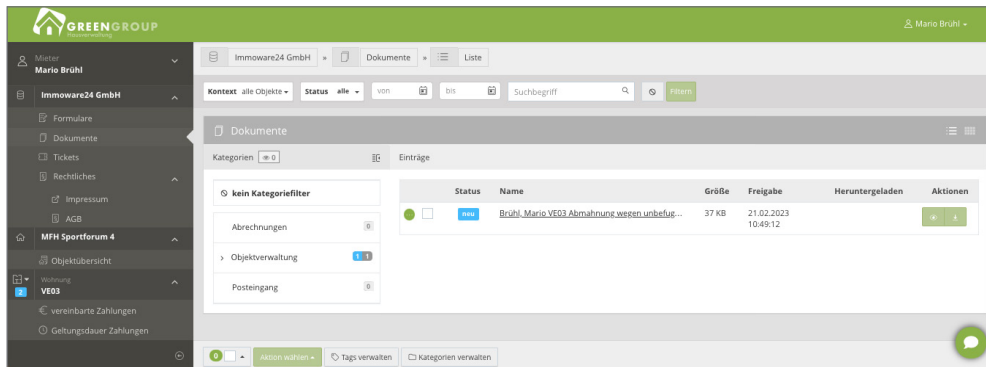 GREENGROUP
Hausverwaltung
Mario Brühl
Mieter
Mario Brühl
Immoware24 GmbH
Formulare
Dokumente
Tickets
Rechtliches
Impressum
AGB
MFH Sportforum 4
Objektübersicht
Wohnung
2 VE03
vereinbarte Zahlungen
Geltungsdauer Zahlungen
Immoware24 GmbH » Dokumente » Liste
Kontext alle Objekte Status alle von bis Suchbegriff Filtern
Dokumente
Kategorien 0 Einträge
kein Kategoriefilter
Abrechnungen 0
Objektverwaltung 1 1
Posteingang 0
Status Name Größe Freigabe Heruntergeladen Aktionen
neu Brühl, Mario VE03 Abmahnung wegen unbefug... 37 KB 21.02.2023
10:49:12
0 Aktion wählen Tags verwalten Kategorien verwalten